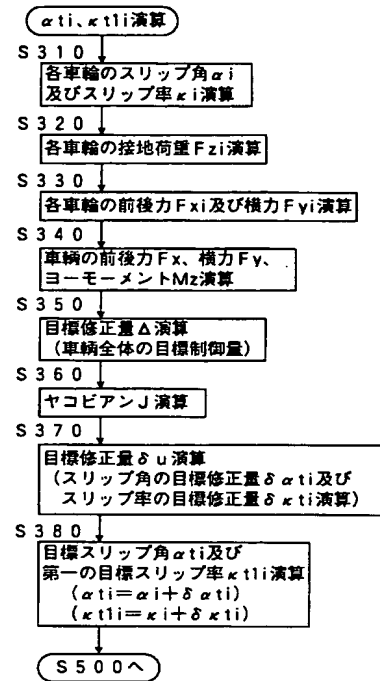 αti、κt1i演算
S310
各車輪のスリップ角αi
及びスリップ率κi演算
S320
各車輪の接地荷重Fzi演算
S330
各車輪の前後力Fxi及び横力Fyi演算
S340
車輌の前後力Fx、横力Fy、
ヨーモーメントMz演算
S350
目標修正量Δ演算
(車輌全体の目標制御量)
S360
ヤコビアンJ演算
S370
目標修正量δu演算
(スリップ角の目標修正量δαti及び
スリップ率の目標修正量δκti演算)
S380
目標スリップ角αti及び
第一の目標スリップ率κt1i演算
(αti=αi+δαti)
(κt1i=κi+δκti)
S500へ